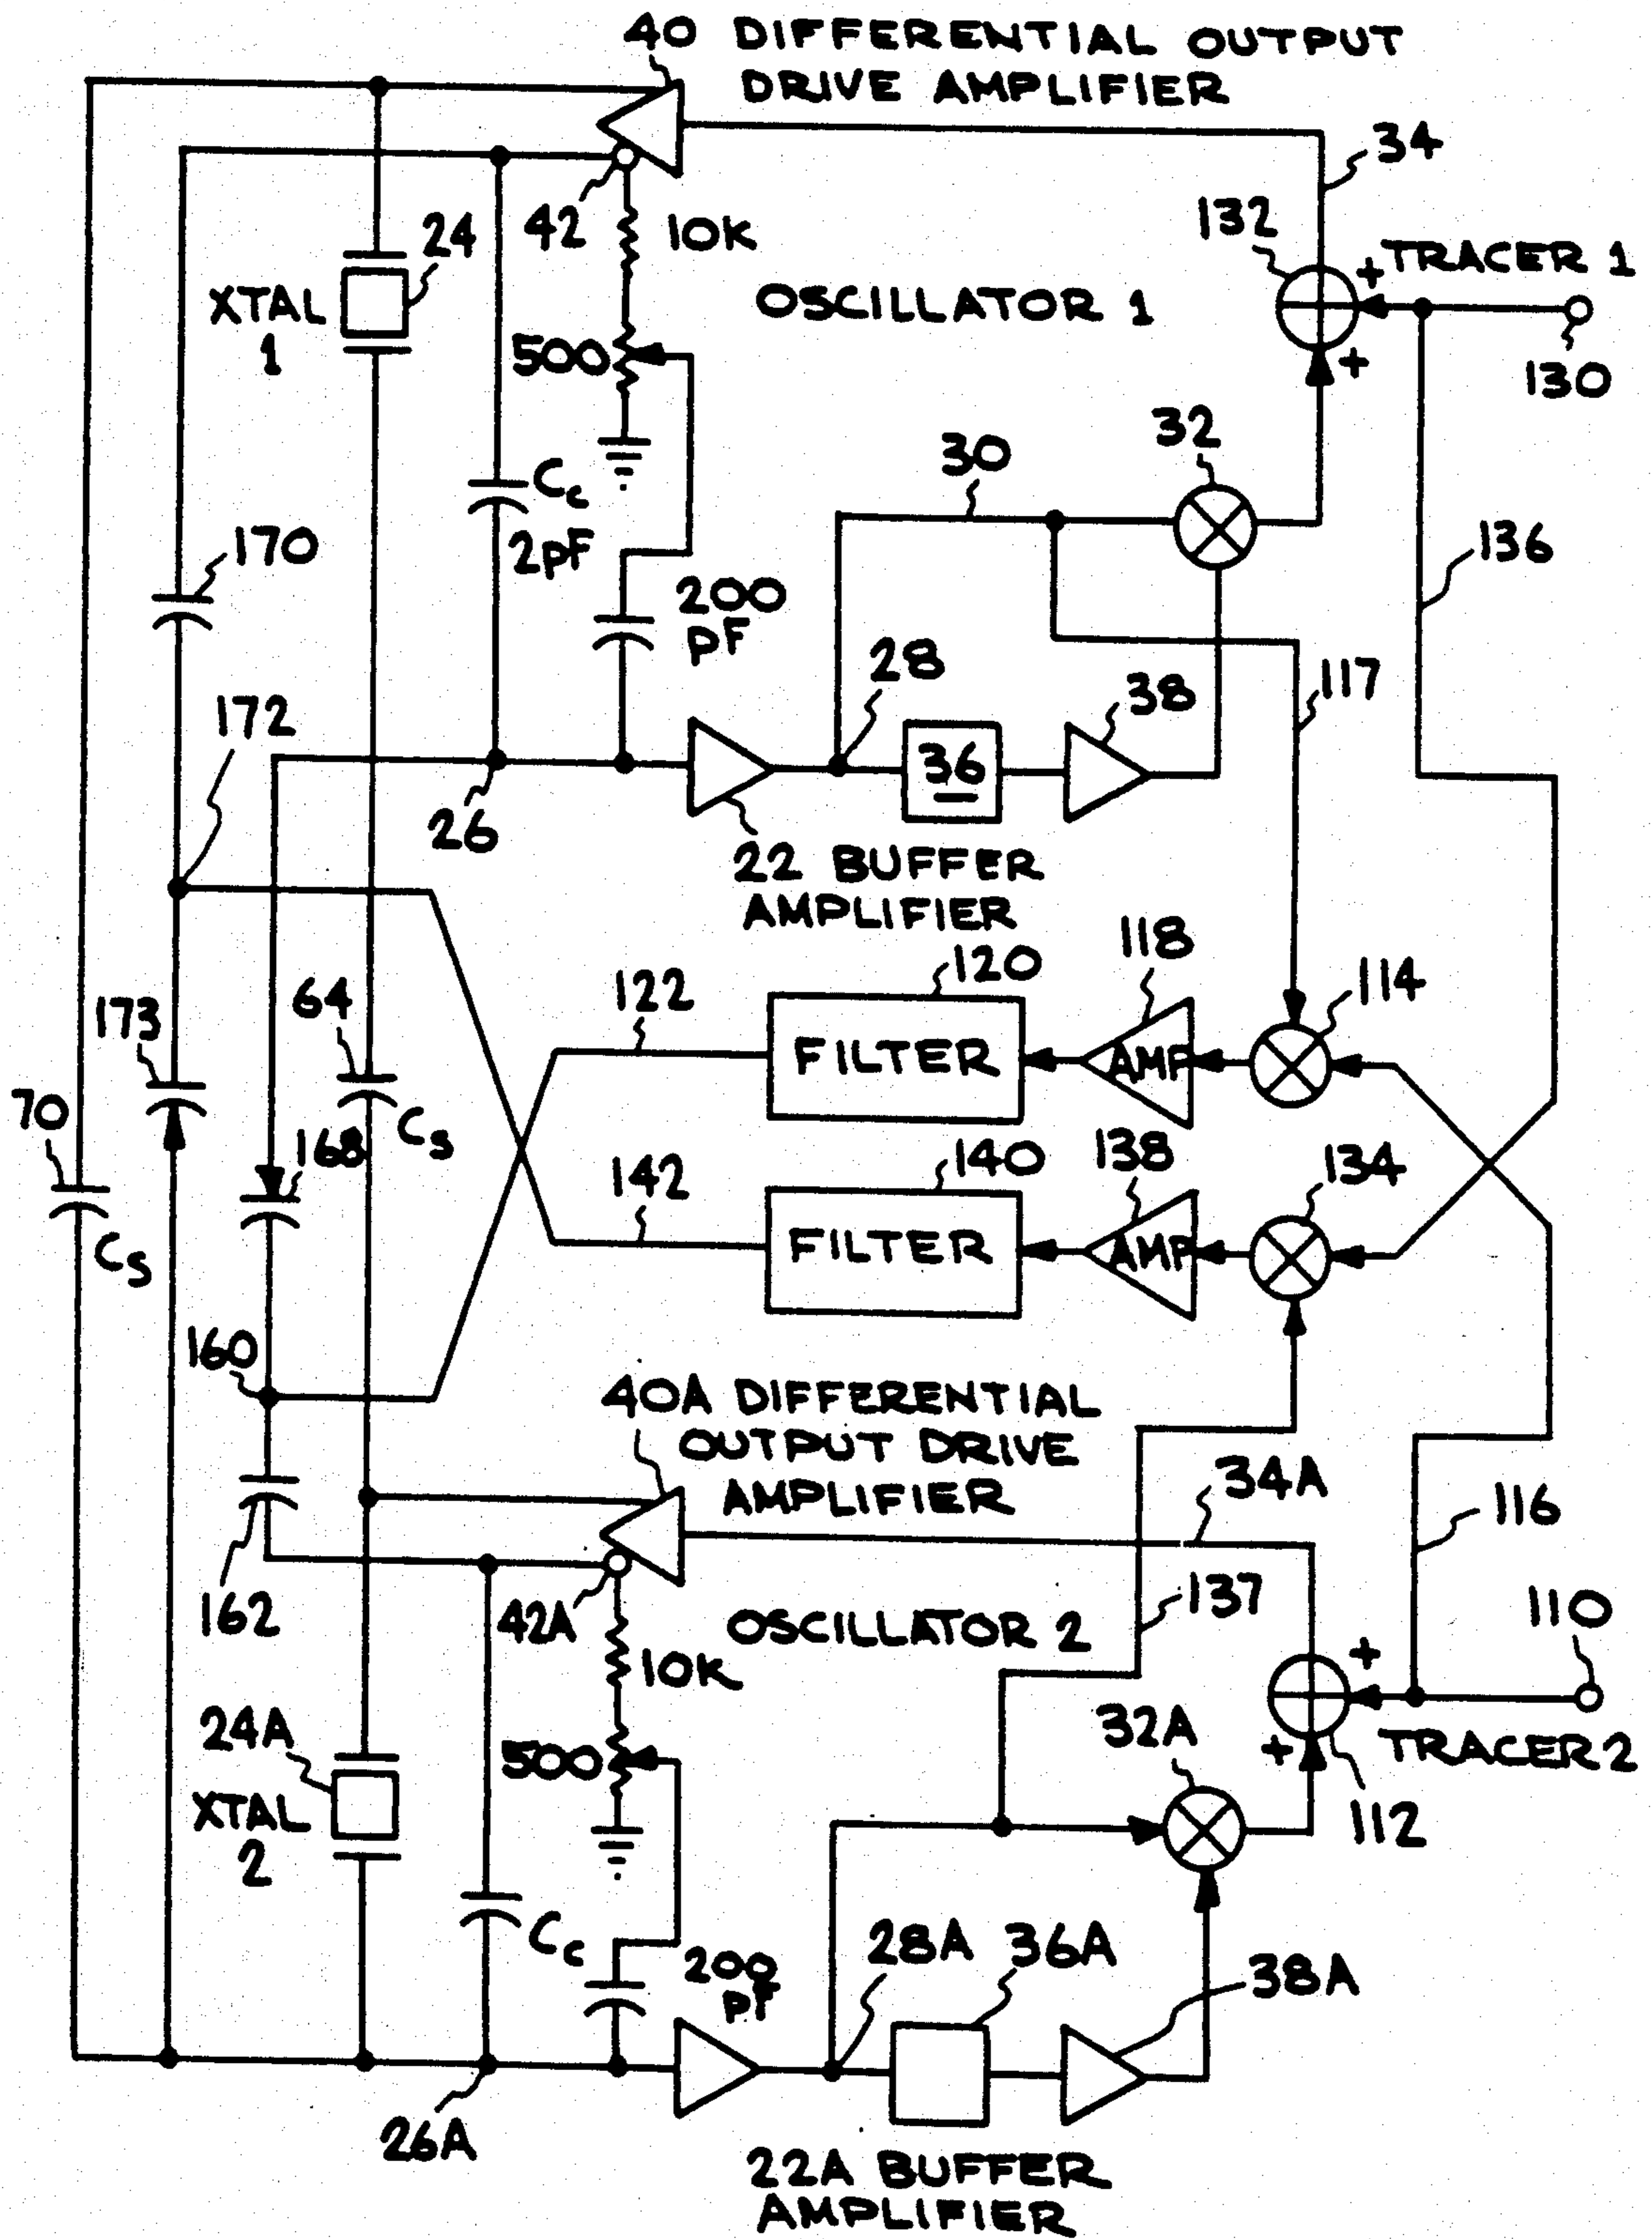 40 DIFFERENTIAL OUTPUT
DRIVE AMPLIFIER
34
132
TRACER 1
+
+
130
42
10K
24
XTAL
1
500
OSCILLATOR 1
32
30
136
Cc
2PF
170
200
PF
28
38
117
172
36
26
22 BUFFER
AMPLIFIER
118
120
122
114
64
173
FILTER
AMP
70
Cs
168
138
140
142
134
Cs
FILTER
AMP
160
40A DIFFERENTIAL
OUTPUT DRIVE
AMPLIFIER
34A
116
162
42A
137
110
OSCILLATOR 2
10K
+
24A
32A
500
+
TRACER 2
XTAL
2
112
Cc
200
PF
28A
36A
38A
26A
22A BUFFER
AMPLIFIER